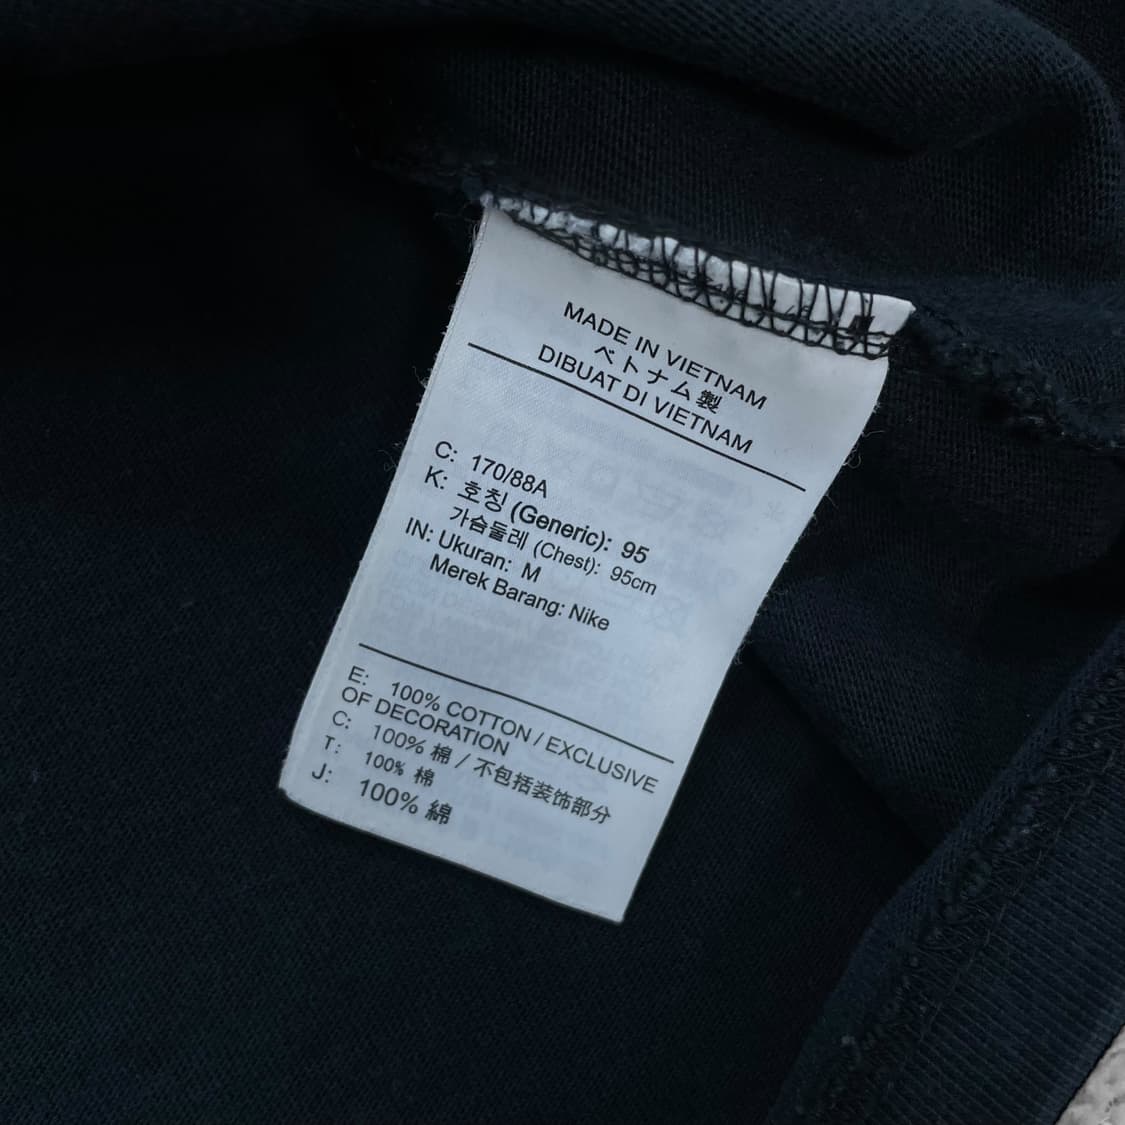 MADE IN VIETNAM
ベトナム製
DIBUAT DI VIETNAM
C: 170/88A
K: 호칭 (Generic): 95
가슴둘레 (Chest): 95cm
IN: Ukuran: M
Merek Barang: Nike
E: 100% COTTON / EXCLUSIVE
OF DECORATION
C: 100% 棉 / 不包括装饰部分
T: 100% 棉
J: 100% 綿